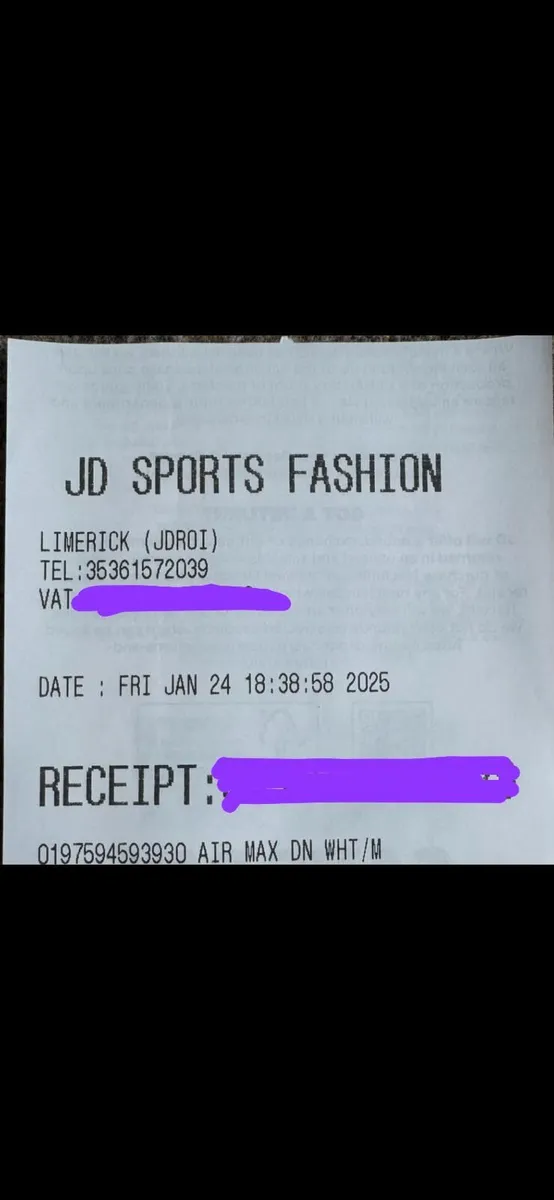 JD SPORTS FASHION
LIMERICK (JDROI)
TEL:35361572039
VAT
DATE : FRI JAN 24 18:38:58 2025
RECEIPT:
0197594593930 AIR MAX DN WHT/M